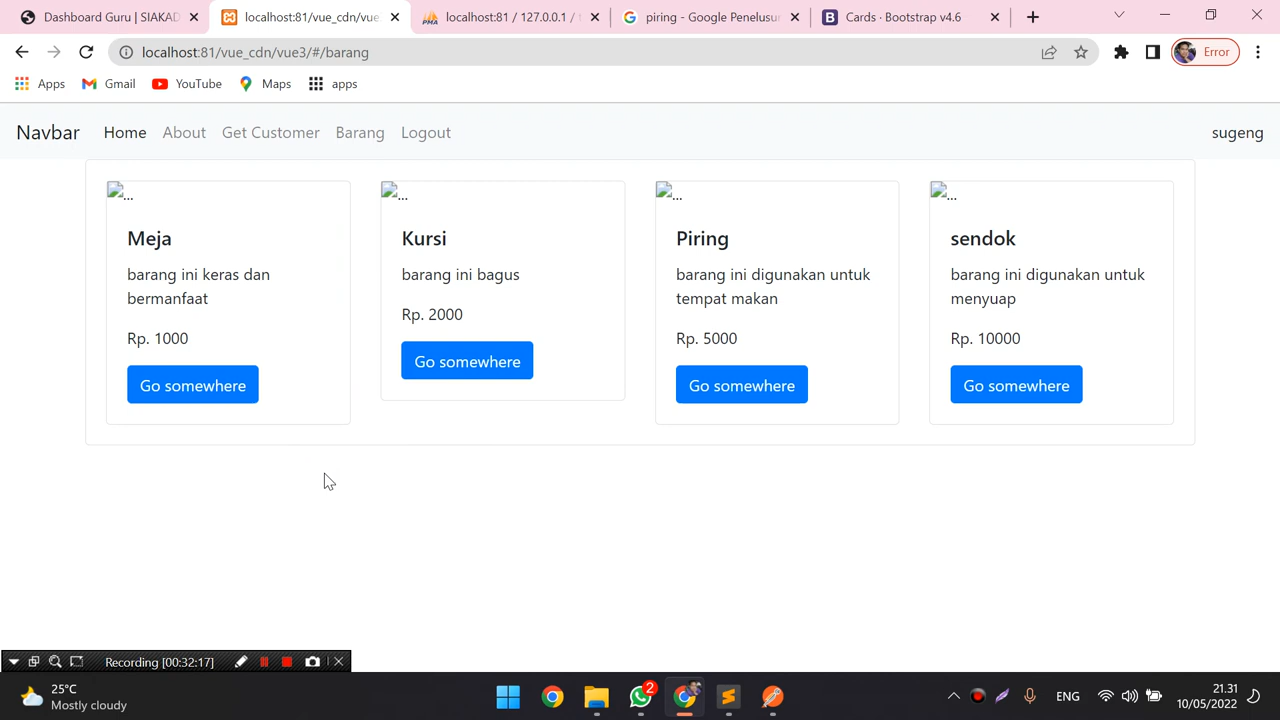 Dashboard Guru | SIAKAD
localhost:81/vue_cdn/vue
PMA
localhost:81 / 127.0.0.1 /
piring - Google Penelusu
B Cards · Bootstrap v4.6
localhost:81/vue_cdn/vue3/#/barang
Error
Apps
Gmail
YouTube
Maps
apps
Navbar
Home
About
Get Customer
Barang
Logout
sugeng
...
Meja
barang ini keras dan
bermanfaat
Rp. 1000
Go somewhere
...
Kursi
barang ini bagus
Rp. 2000
Go somewhere
...
Piring
barang ini digunakan untuk
tempat makan
Rp. 5000
Go somewhere
...
sendok
barang ini digunakan untuk
menyuap
Rp. 10000
Go somewhere
Recording [00:32:17]
25°C
Mostly cloudy
2
ENG
21.31
10/05/2022